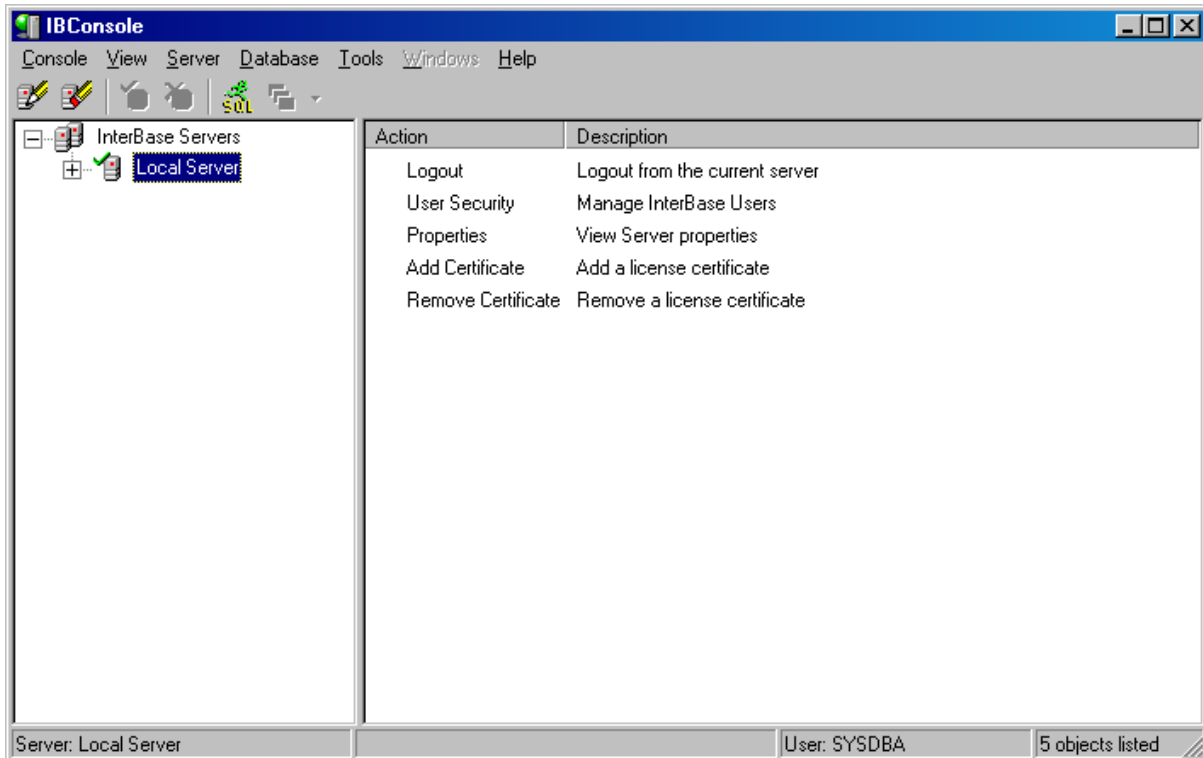 IBConsole
Console View Server Database Tools Windows Help
SQL
InterBase Servers
Local Server
Action Description
Logout Logout from the current server
User Security Manage InterBase Users
Properties View Server properties
Add Certificate Add a license certificate
Remove Certificate Remove a license certificate
Server: Local Server User: SYSDBA 5 objects listed